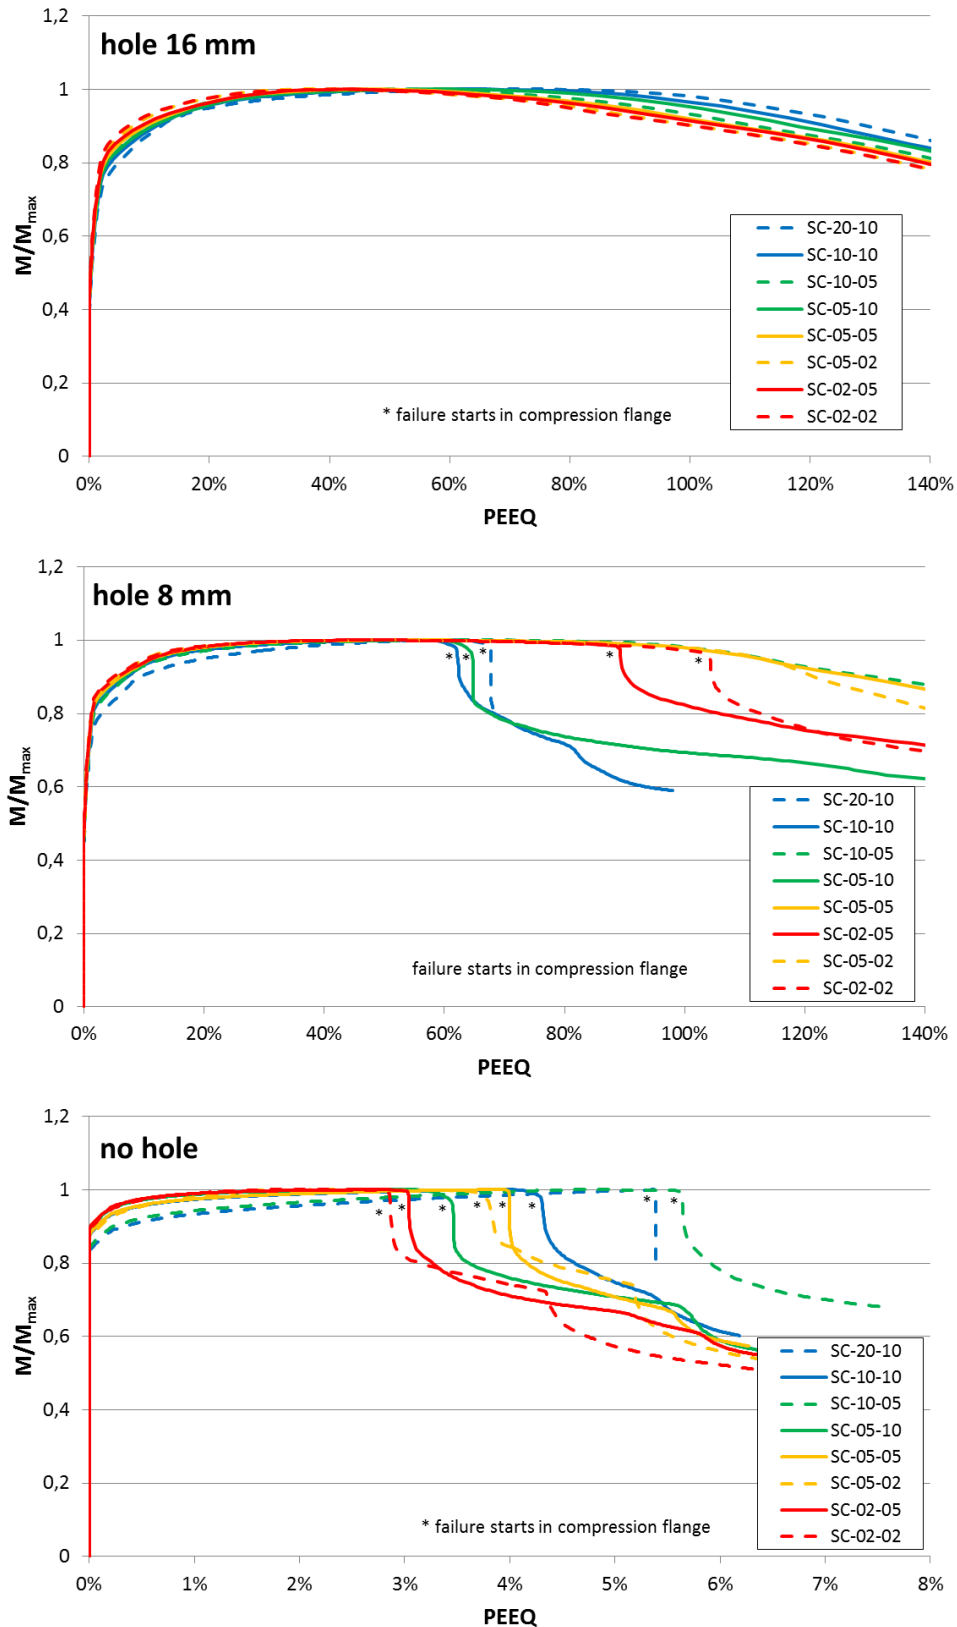 hole 16 mm
1,2
1
0,8
0,6
0,4
0,2
0
M/Mmax
SC-20-10
SC-10-10
SC-10-05
SC-05-10
SC-05-05
SC-05-02
SC-02-05
SC-02-02
* failure starts in compression flange
0% 20% 40% 60% 80% 100% 120% 140%
PEEQ
hole 8 mm
1,2
1
0,8
0,6
0,4
0,2
0
M/Mmax
* * * * *
SC-20-10
SC-10-10
SC-10-05
SC-05-10
SC-05-05
SC-02-05
SC-05-02
SC-02-02
failure starts in compression flange
0% 20% 40% 60% 80% 100% 120% 140%
PEEQ
no hole
1,2
1
0,8
0,6
0,4
0,2
0
M/Mmax
* * * * * * * *
SC-20-10
SC-10-10
SC-10-05
SC-05-10
SC-05-05
SC-05-02
SC-02-05
SC-02-02
* failure starts in compression flange
0% 1% 2% 3% 4% 5% 6% 7% 8%
PEEQ